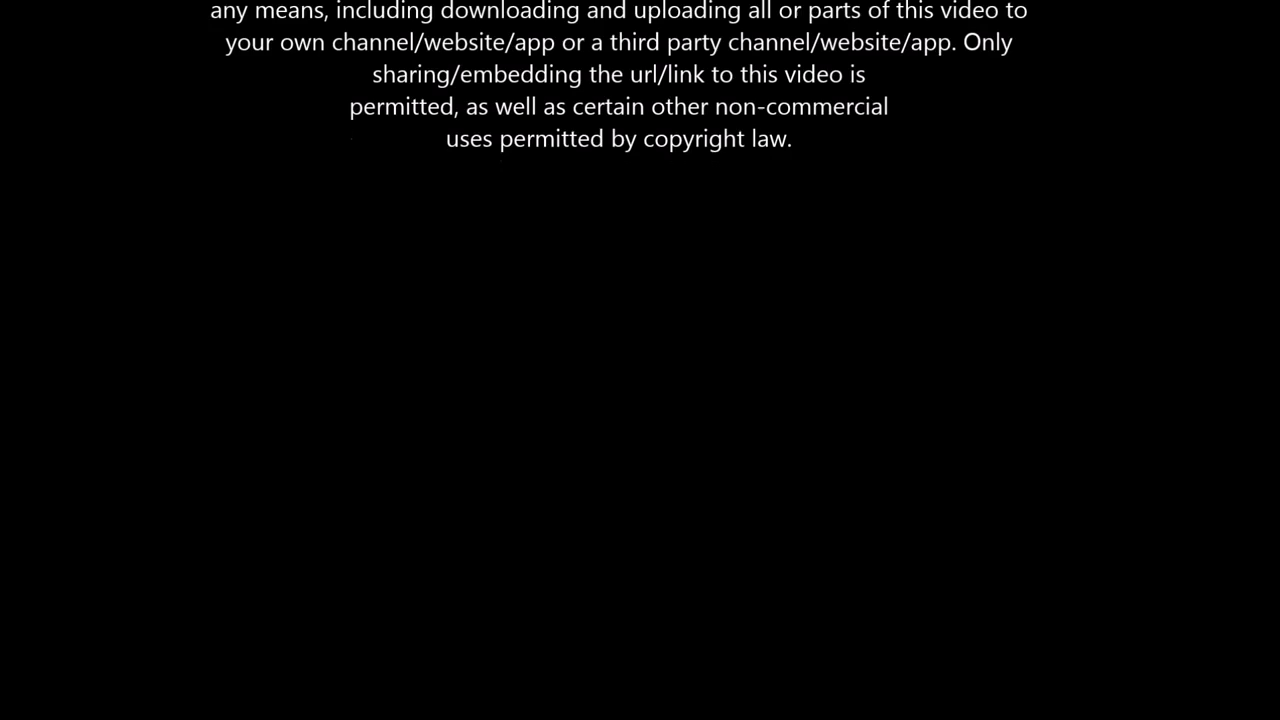 any means, including downloading and uploading all or parts of this video to
your own channel/website/app or a third party channel/website/app. Only
sharing/embedding the url/link to this video is
permitted, as well as certain other non-commercial
uses permitted by copyright law.